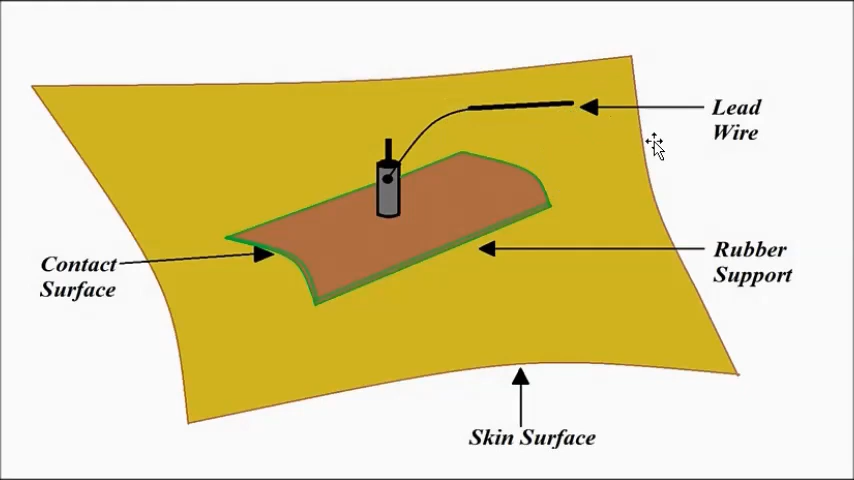 Lead
Wire
Contact
Surface
Rubber
Support
Skin Surface